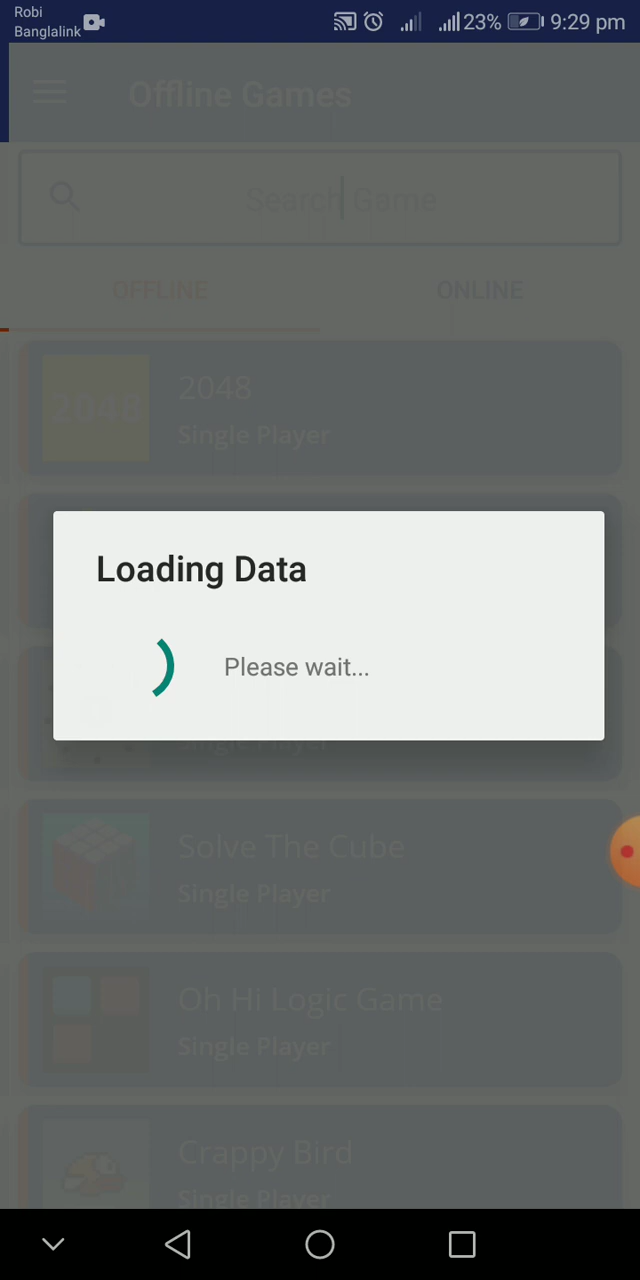 Robi
Banglalink
23%
9:29 pm
Offline Games
Search Game
OFFLINE
ONLINE
2048
2048
Single Player
Loading Data
Please wait...
Single Player
Solve The Cube
Single Player
Oh Hi Logic Game
Single Player
Crappy Bird
Single Player